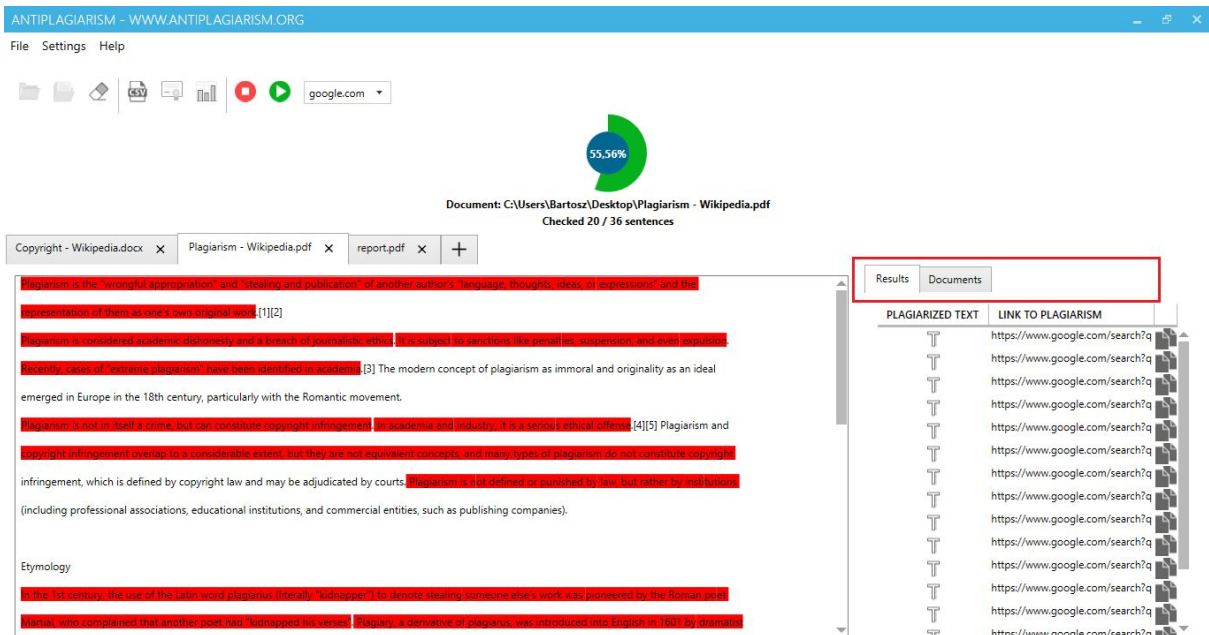 ANTIPLAGIARISM - WWW.ANTIPLAGIARISM.ORG
File Settings Help
CSV
google.com
55,56%
Document: C:\Users\Bartosz\Desktop\Plagiarism - Wikipedia.pdf
Checked 20 / 36 sentences
Copyright - Wikipedia.docx
Plagiarism - Wikipedia.pdf
report.pdf
Plagiarism is the "wrongful appropriation" and "stealing and publication" of another author's "language, thoughts, ideas, or expressions" and the
representation of them as one's own original work.[1][2]
Plagiarism is considered academic dishonesty and a breach of journalistic ethics. It is subject to sanctions like penalties, suspension, and even expulsion.
Recently, cases of "extreme plagiarism" have been identified in academia.[3] The modern concept of plagiarism as immoral and originality as an ideal
emerged in Europe in the 18th century, particularly with the Romantic movement.
Plagiarism is not in itself a crime, but can constitute copyright infringement. In academia and industry, it is a serious ethical offense.[4][5] Plagiarism and
copyright infringement overlap to a considerable extent, but they are not equivalent concepts, and many types of plagiarism do not constitute copyright
infringement, which is defined by copyright law and may be adjudicated by courts. Plagiarism is not defined or punished by law, but rather by institutions
(including professional associations, educational institutions, and commercial entities, such as publishing companies).
Etymology
In the 1st century, the use of the Latin word plagiarius (literally "kidnapper") to denote stealing someone else's work was pioneered by the Roman poet
Martial, who complained that another poet had "kidnapped his verses". Plagiary, a derivative of plagiarus, was introduced into English in 1601 by dramatist
Results
Documents
PLAGIARIZED TEXT LINK TO PLAGIARISM
T https://www.google.com/search?q
T https://www.google.com/search?q
T https://www.google.com/search?q
T https://www.google.com/search?q
T https://www.google.com/search?q
T https://www.google.com/search?q
T https://www.google.com/search?q
T https://www.google.com/search?q
T https://www.google.com/search?q
T https://www.google.com/search?q
T https://www.google.com/search?q
T https://www.google.com/search?q
T https://www.google.com/search?q
T https://www.google.com/search?q